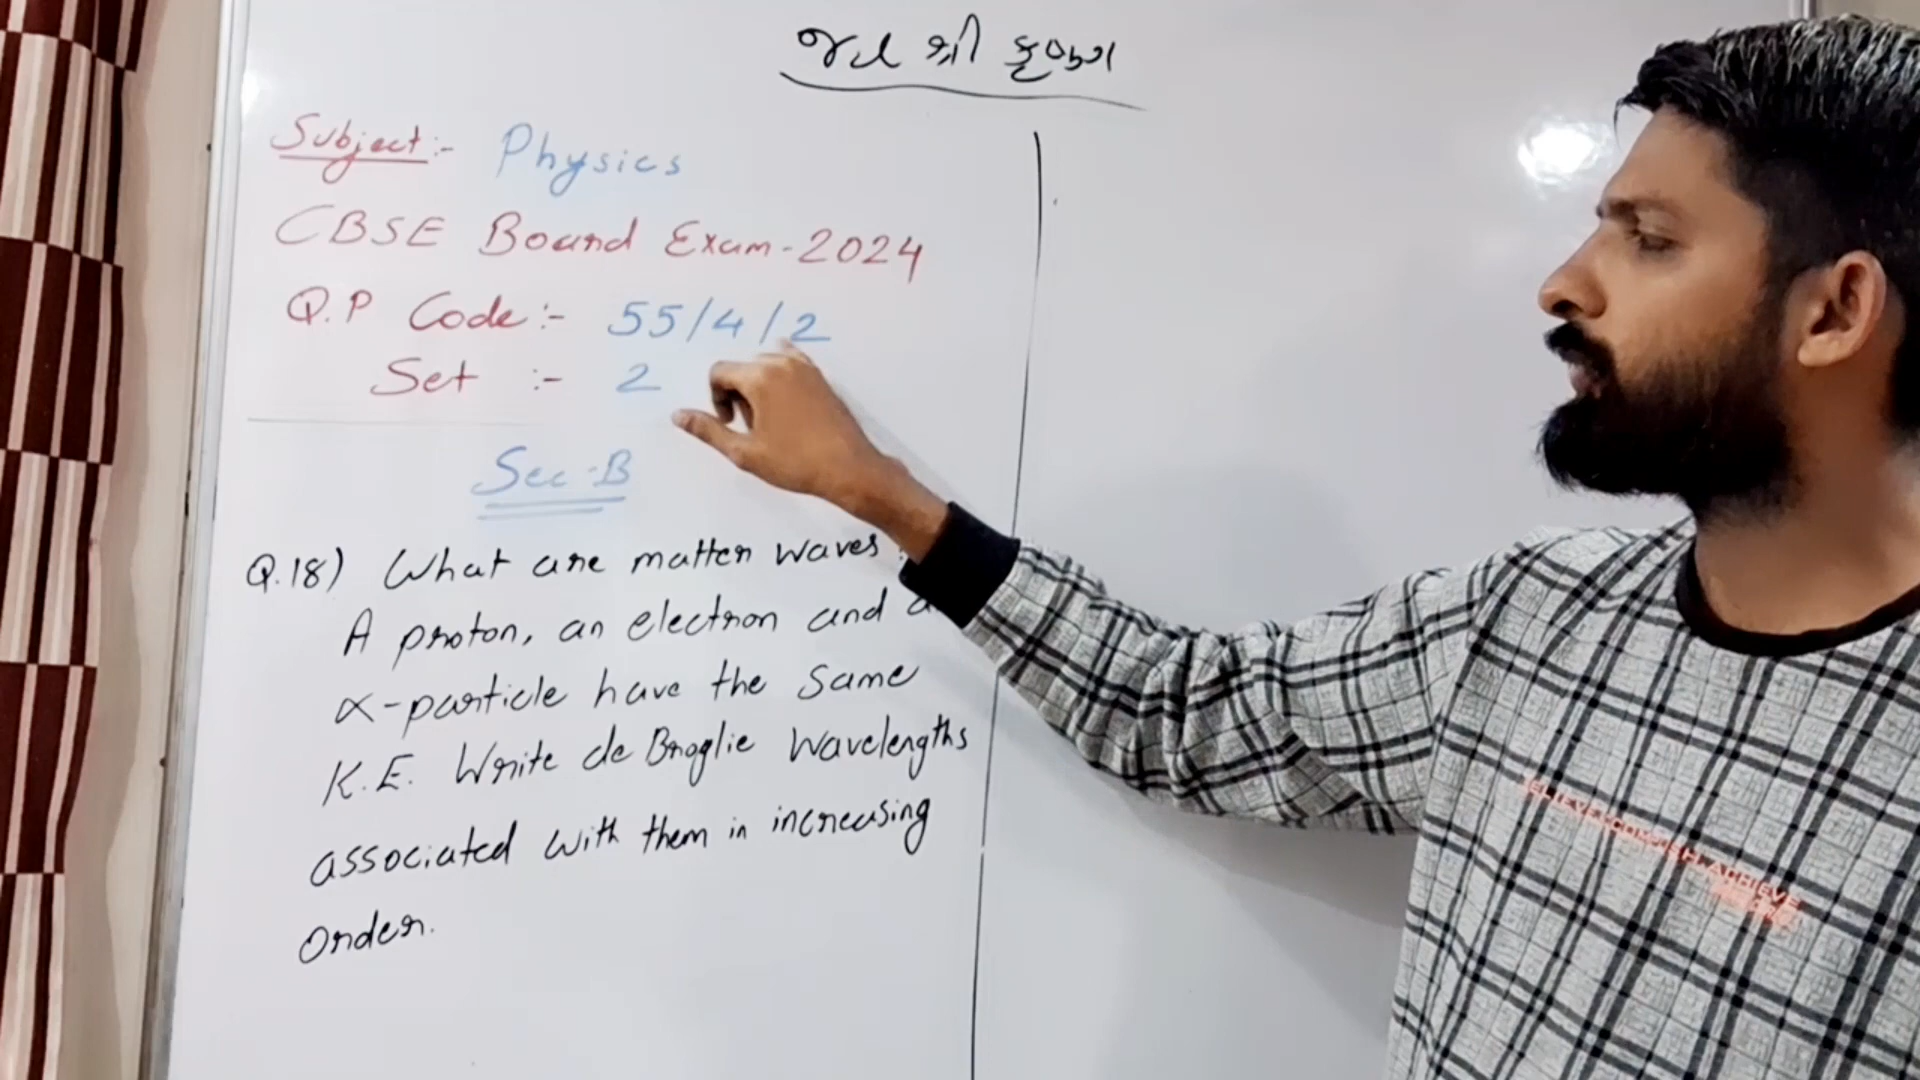 જય શ્રી કૃષ્ણ
Subject:- Physics
CBSE Board Exam-2024
Q.P Code:- 55/4/2
Set :- 2
Sec-B
Q.18) What are matter waves
A proton, an electron and a
α-particle have the same
K.E. Write de Broglie Wavelengths
associated with them in increasing
order.